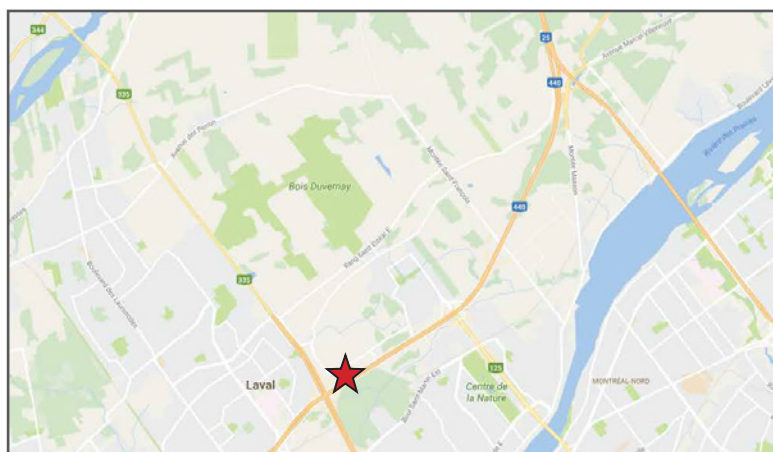 344
25
Avenue Marcel-Villeneuve
440
335
Avenue des Perron
Rivière des Prairies
Montée Saint-François
Montée Masson
Bois Duvernay
440
Rang Saint Elzéar E
Boulevard des Laurentides
335
Laval
125
MONTRÉAL-NORD
Centre de
la Nature
Boul Saint-Martin Est